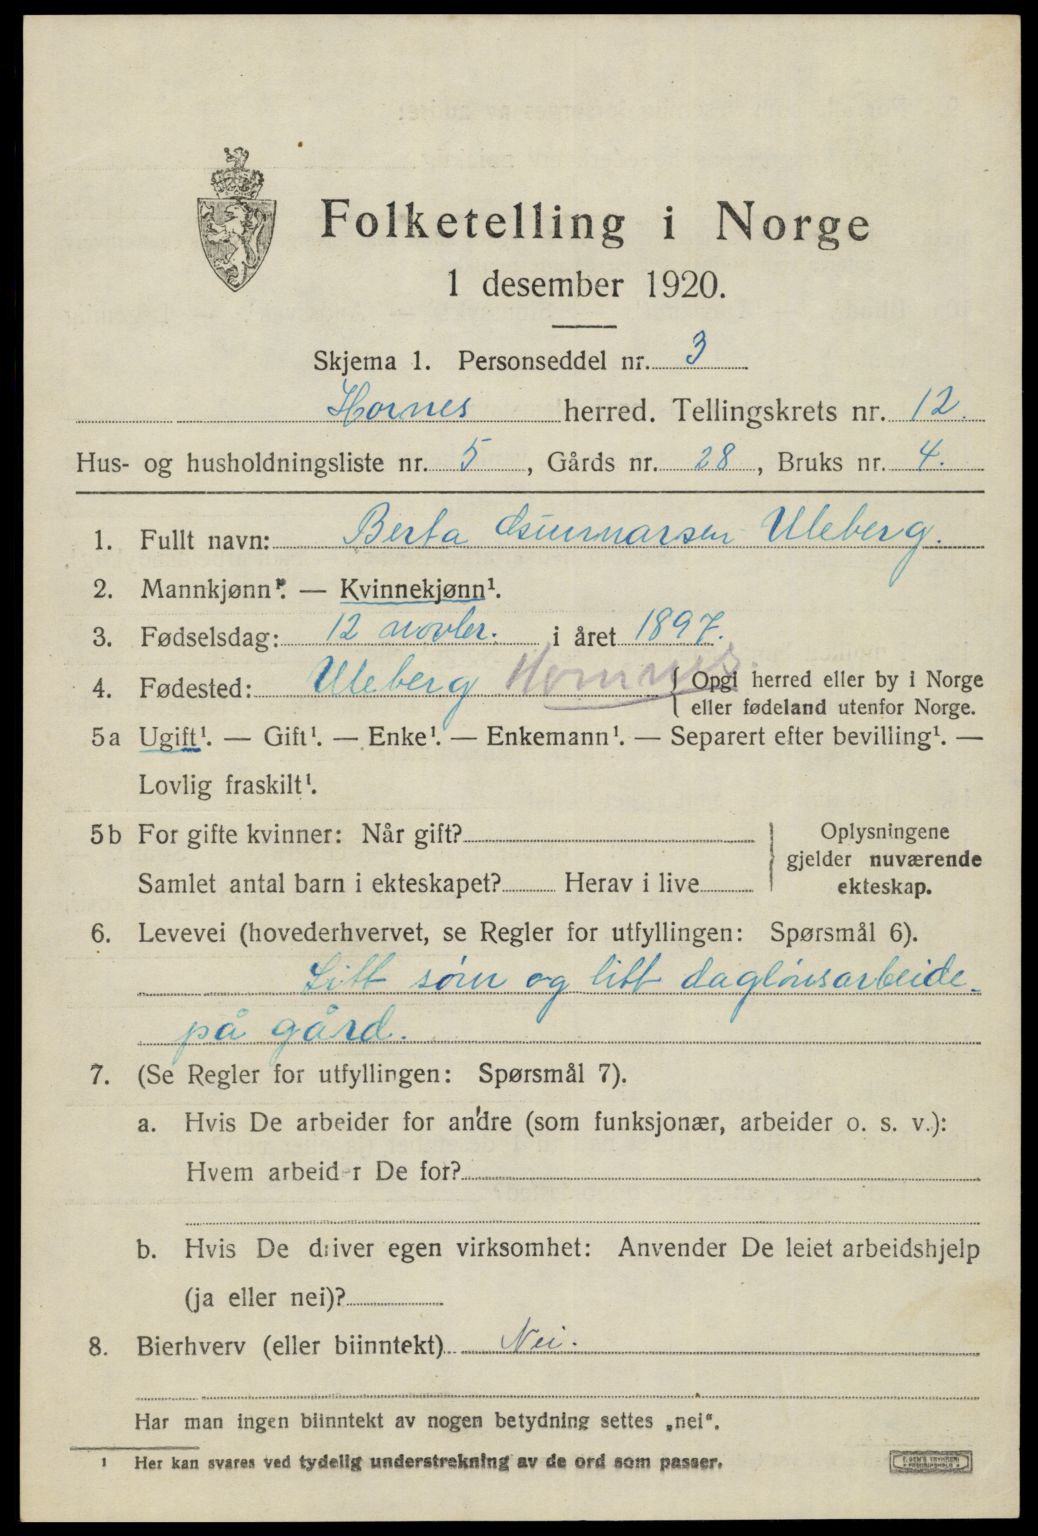 Folketelling i Norge
1 desember 1920.
Skjema 1. Personseddel nr. 3
Hornes herred. Tellingskrets nr. 12.
Hus- og husholdningsliste nr. 5, Gårds nr. 28, Bruks nr. 4.
1. Fullt navn: Berta Gunnarsen Uleberg.
2. Mannkjønn¹. — Kvinnekjønn¹.
3. Fødselsdag: 12 novbr. i året 1897.
4. Fødested: Uleberg Hornnes. { Opgi herred eller by i Norge
eller fødeland utenfor Norge.
5a Ugift¹. — Gift¹. — Enke¹. — Enkemann¹. — Separert efter bevilling¹. —
Lovlig fraskilt¹.
5b For gifte kvinner: Når gift?
Samlet antal barn i ekteskapet? Herav i live
} Oplysningene
gjelder nuværende
ekteskap.
6. Levevei (hovederhvervet, se Regler for utfyllingen: Spørsmål 6).
Litt söm og litt daglönsarbeide
på gård.
7. (Se Regler for utfyllingen: Spørsmål 7).
a. Hvis De arbeider for andre (som funksjonær, arbeider o. s. v.):
Hvem arbeid-r De for?
b. Hvis De driver egen virksomhet: Anvender De leiet arbeidshjelp
(ja eller nei)?
8. Bierhverv (eller biinntekt) Nei.
Har man ingen biinntekt av nogen betydning settes „nei".
¹ Her kan svares ved tydelig understrekning av de ord som passer.